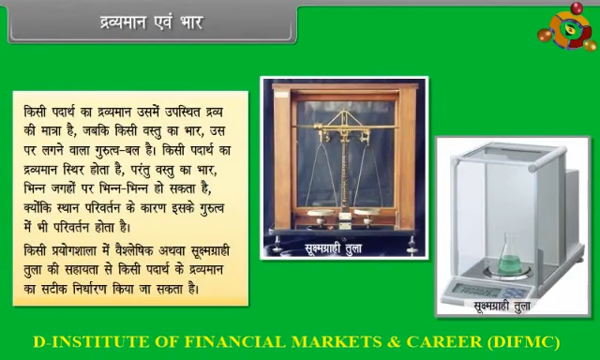 द्रव्यमान एवं भार
किसी पदार्थ का द्रव्यमान उसमें उपस्थित द्रव्य
की मात्रा है, जबकि किसी वस्तु का भार, उस
पर लगने वाला गुरुत्व-बल है। किसी पदार्थ का
द्रव्यमान स्थिर होता है, परंतु वस्तु का भार,
भिन्न जगहों पर भिन्न-भिन्न हो सकता है,
क्योंकि स्थान परिवर्तन के कारण इसके गुरुत्व
में भी परिवर्तन होता है।
किसी प्रयोगशाला में वैश्लेषिक अथवा सूक्ष्मग्राही
तुला की सहायता से किसी पदार्थ के द्रव्यमान
का सटीक निर्धारण किया जा सकता है।
सूक्ष्मग्राही तुला
सूक्ष्मग्राही तुला
D-INSTITUTE OF FINANCIAL MARKETS & CAREER (DIFMC)